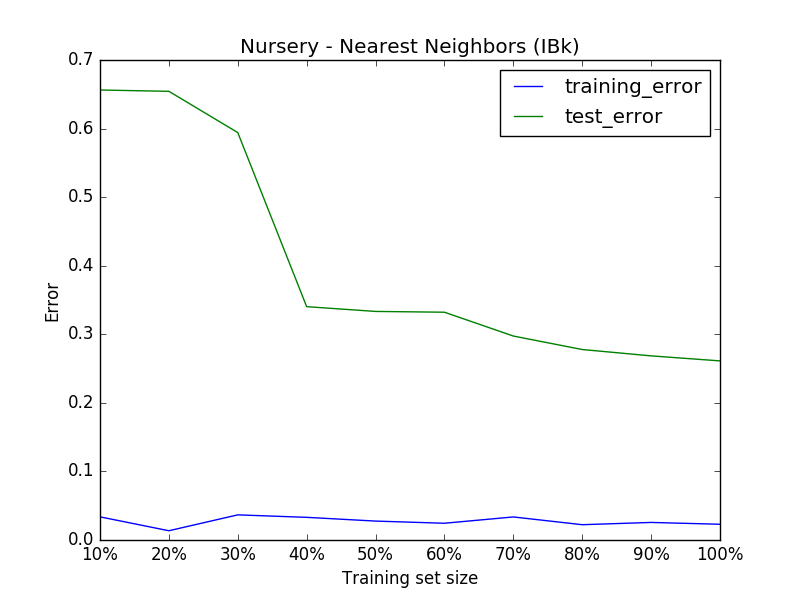 Nursery - Nearest Neighbors (IBk)
0.7
0.6
0.5
0.4
0.3
0.2
0.1
0.0
Error
training_error
test_error
10% 20% 30% 40% 50% 60% 70% 80% 90% 100%
Training set size